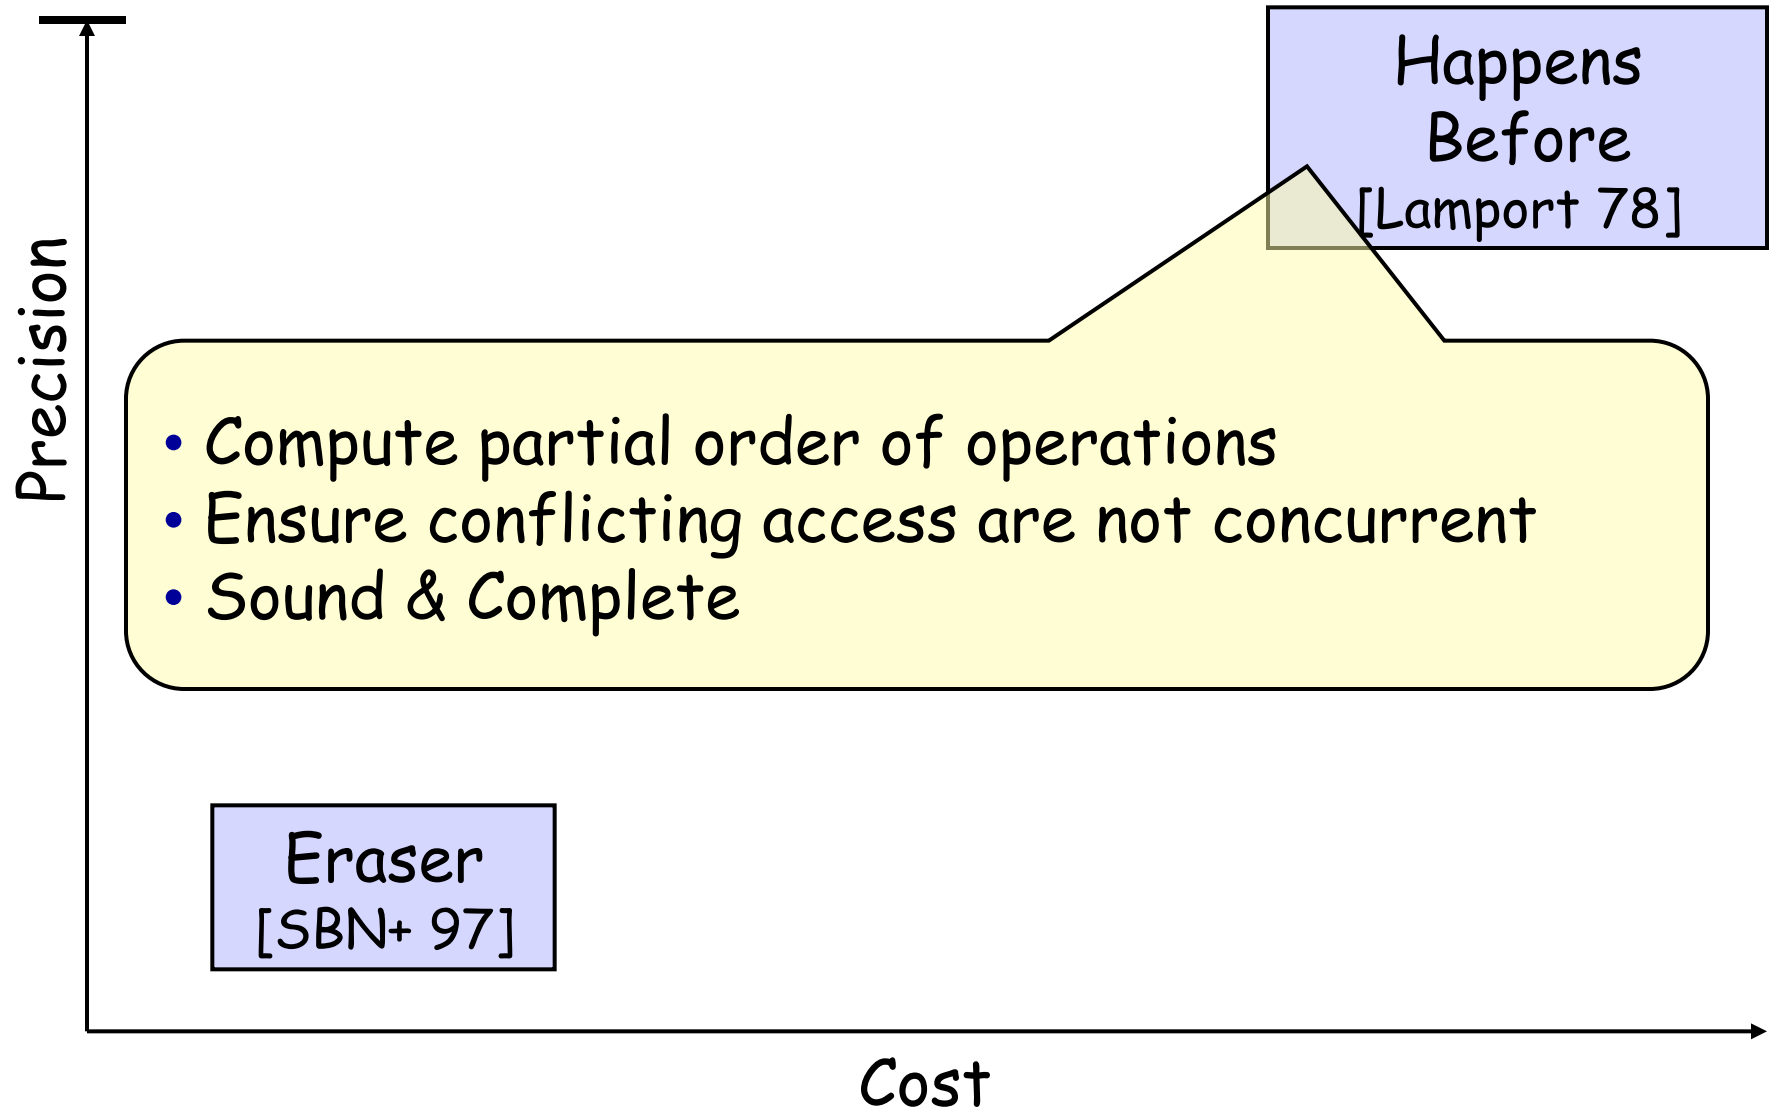 Happens
Before
[Lamport 78]
Precision
• Compute partial order of operations
• Ensure conflicting access are not concurrent
• Sound & Complete
Eraser
[SBN+ 97]
Cost